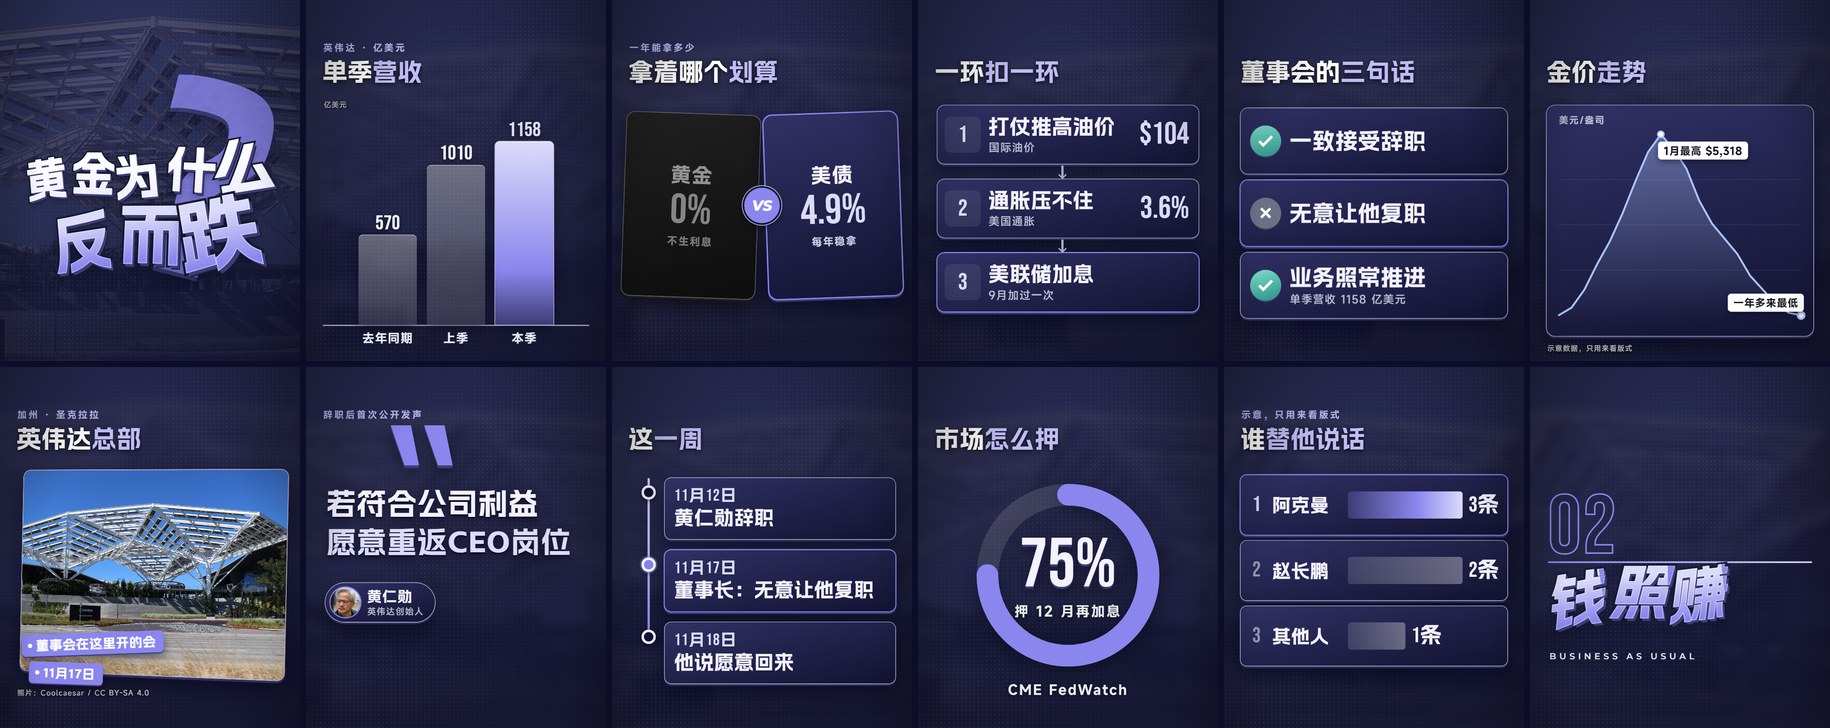 黄金为什么
反而跌
英伟达 · 亿美元
单季营收
亿美元
570
1010
1158
去年同期
上季
本季
一年能拿多少
拿着哪个划算
黄金
0%
不生利息
VS
美债
4.9%
每年稳拿
一环扣一环
1
打仗推高油价
国际油价
$104
2
通胀压不住
美国通胀
3.6%
3
美联储加息
9月加过一次
董事会的三句话
一致接受辞职
无意让他复职
业务照常推进
单季营收 1158 亿美元
金价走势
美元/盎司
1月最高 $5,318
一年多来最低
示意数据，只用来看版式
加州 · 圣克拉拉
英伟达总部
• 董事会在这里开的会
• 11月17日
照片：Coolcaesar / CC BY-SA 4.0
辞职后首次公开发声
若符合公司利益
愿意重返CEO岗位
黄仁勋
英伟达创始人
这一周
11月12日
黄仁勋辞职
11月17日
董事长：无意让他复职
11月18日
他说愿意回来
市场怎么押
75%
押 12 月再加息
CME FedWatch
示意，只用来看版式
谁替他说话
1 阿克曼 3条
2 赵长鹏 2条
3 其他人 1条
02
钱照赚
BUSINESS AS USUAL